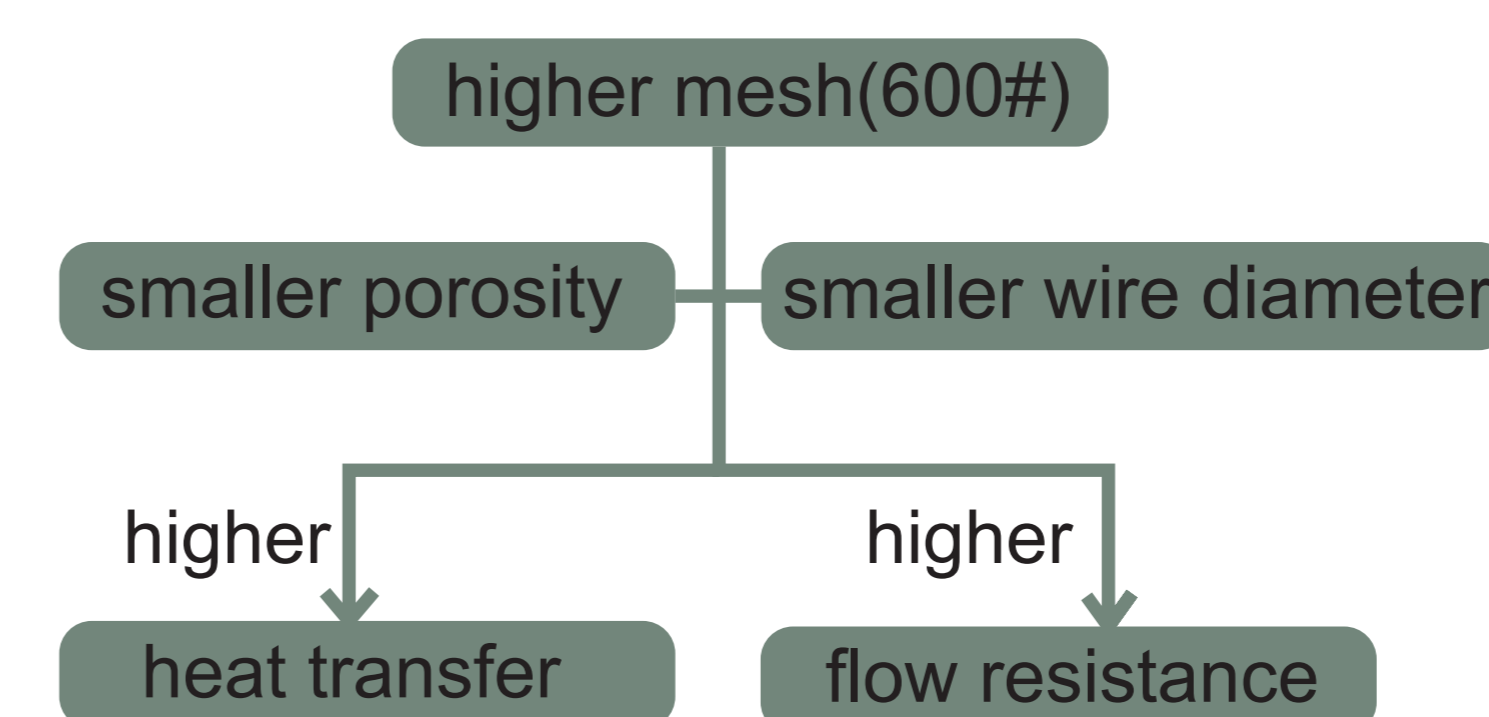 higher mesh(600#)
smaller porosity
smaller wire diameter
higher
higher
heat transfer
flow resistance